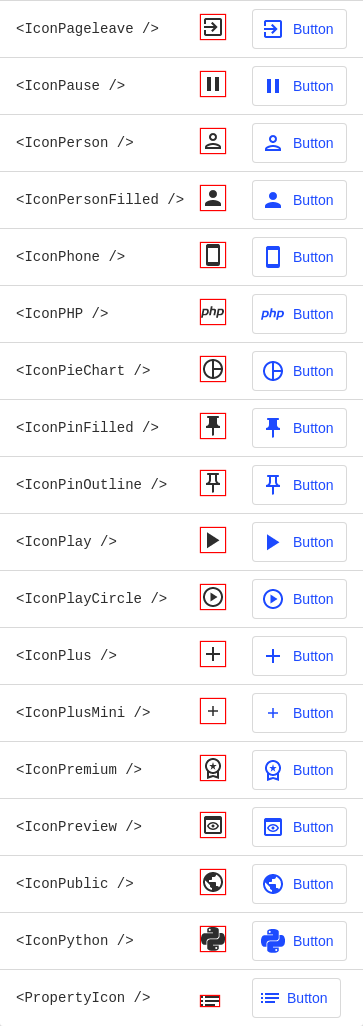 <IconPageleave /> Button
<IconPause /> Button
<IconPerson /> Button
<IconPersonFilled /> Button
<IconPhone /> Button
<IconPHP /> php php Button
<IconPieChart /> Button
<IconPinFilled /> Button
<IconPinOutline /> Button
<IconPlay /> Button
<IconPlayCircle /> Button
<IconPlus /> Button
<IconPlusMini /> Button
<IconPremium /> Button
<IconPreview /> Button
<IconPublic /> Button
<IconPython /> Button
<PropertyIcon /> Button